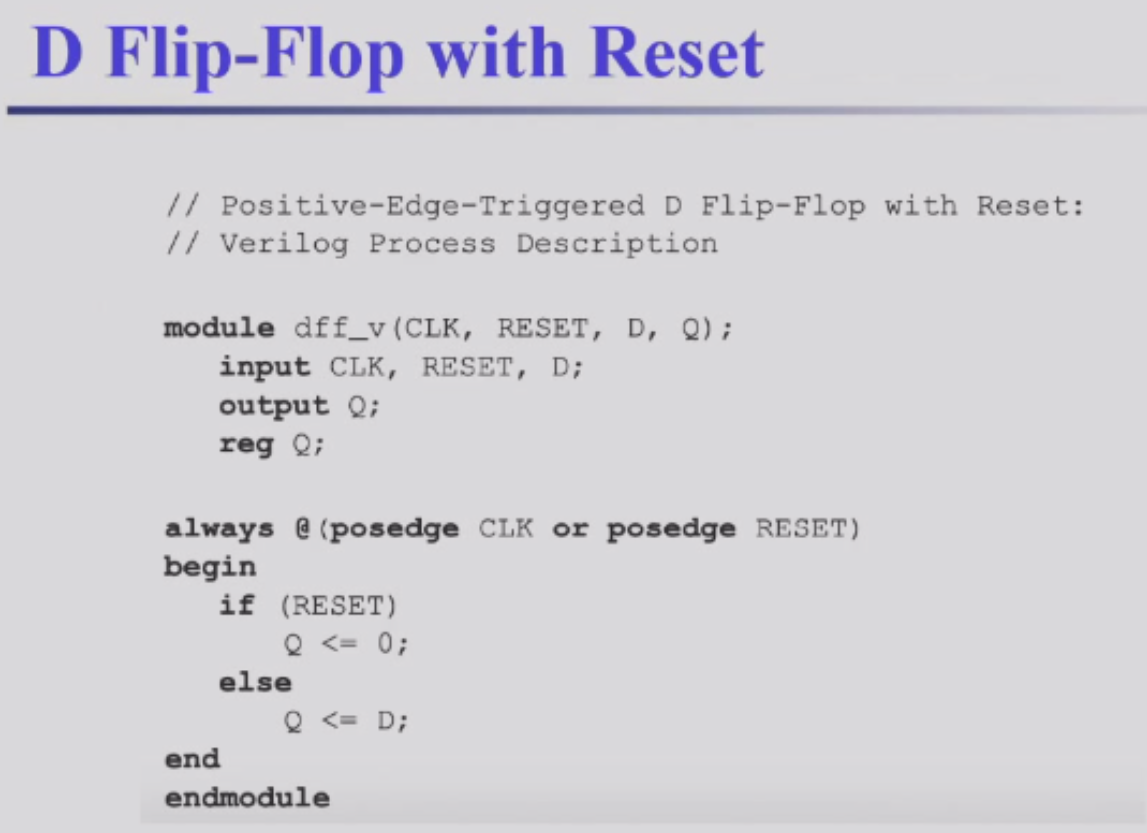 D Flip-Flop with Reset
// Positive-Edge-Triggered D Flip-Flop with Reset:
// Verilog Process Description
module dff_v(CLK, RESET, D, Q);
input CLK, RESET, D;
output Q;
reg Q;
always @(posedge CLK or posedge RESET)
begin
if (RESET)
Q <= 0;
else
Q <= D;
end
endmodule